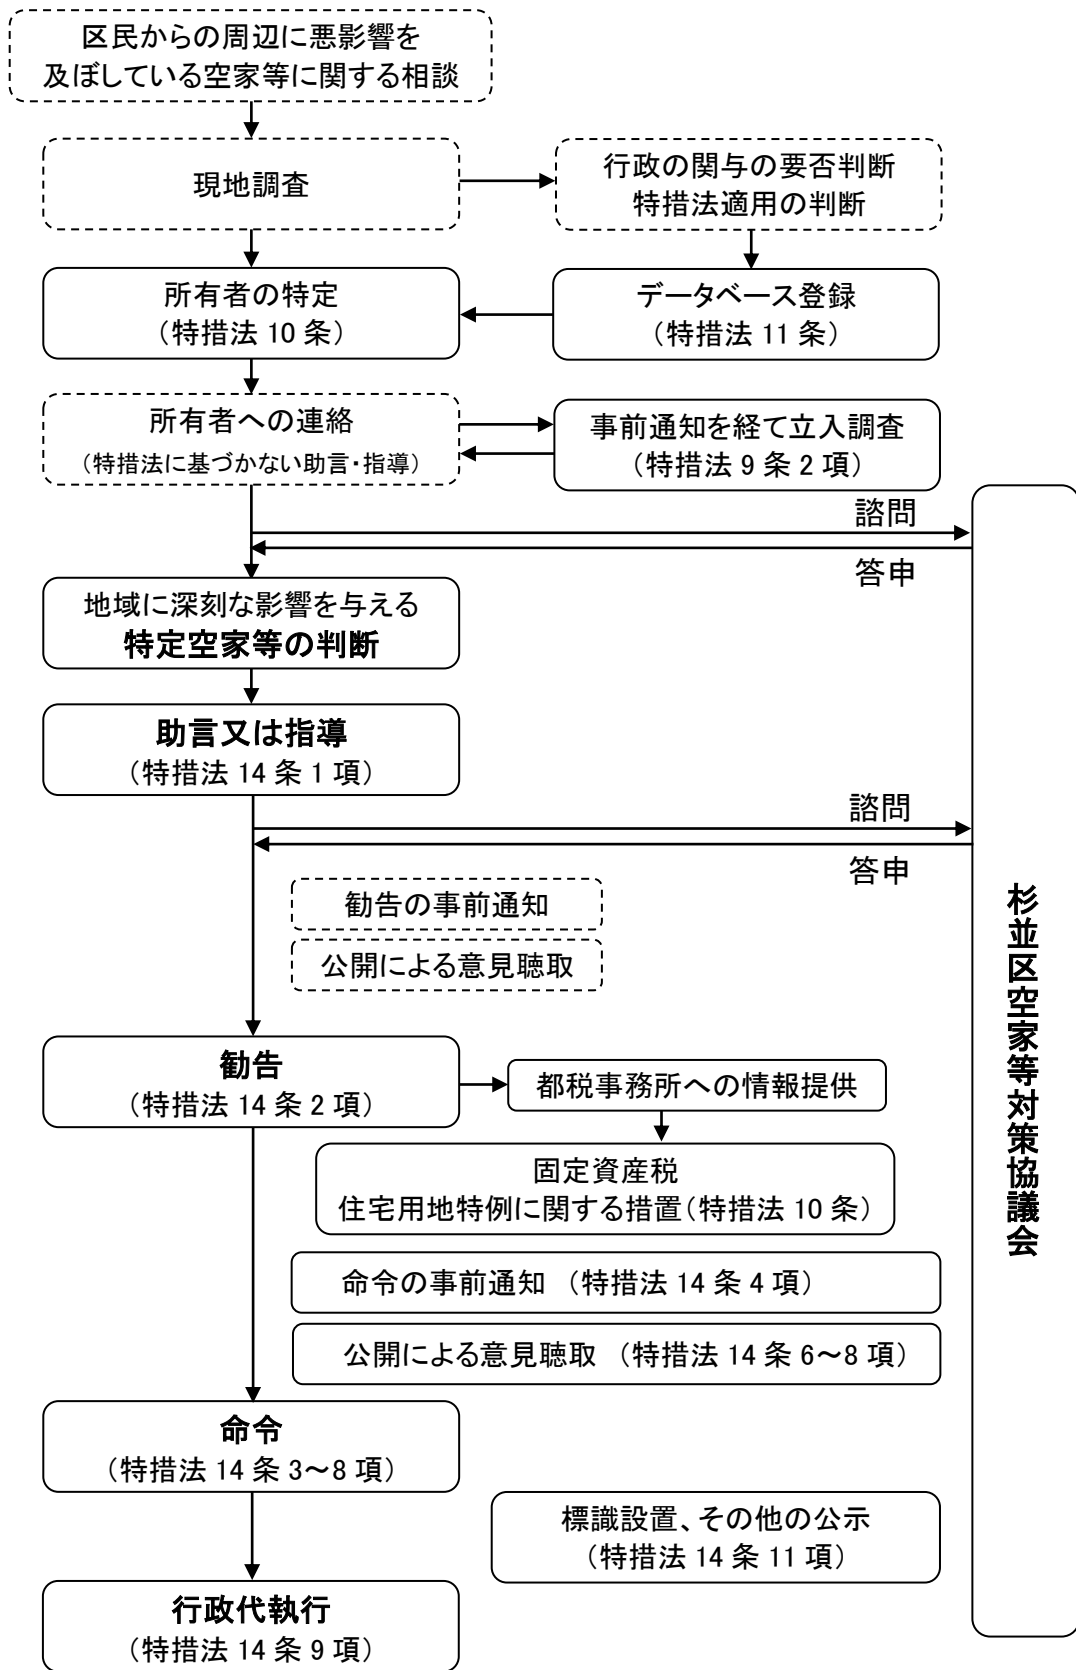 区民からの周辺に悪影響を
及ぼしている空家等に関する相談
現地調査
行政の関与の要否判断
特措法適用の判断
所有者の特定
（特措法 10 条）
データベース登録
（特措法 11 条）
所有者への連絡
（特措法に基づかない助言・指導）
事前通知を経て立入調査
（特措法 9 条 2 項）
諮問
答申
地域に深刻な影響を与える
特定空家等の判断
助言又は指導
（特措法 14 条 1 項）
諮問
答申
勧告の事前通知
公開による意見聴取
勧告
（特措法 14 条 2 項）
都税事務所への情報提供
固定資産税
住宅用地特例に関する措置（特措法 10 条）
命令の事前通知 （特措法 14 条 4 項）
公開による意見聴取 （特措法 14 条 6～8 項）
命令
（特措法 14 条 3～8 項）
標識設置、その他の公示
（特措法 14 条 11 項）
行政代執行
（特措法 14 条 9 項）
杉並区空家等対策協議会